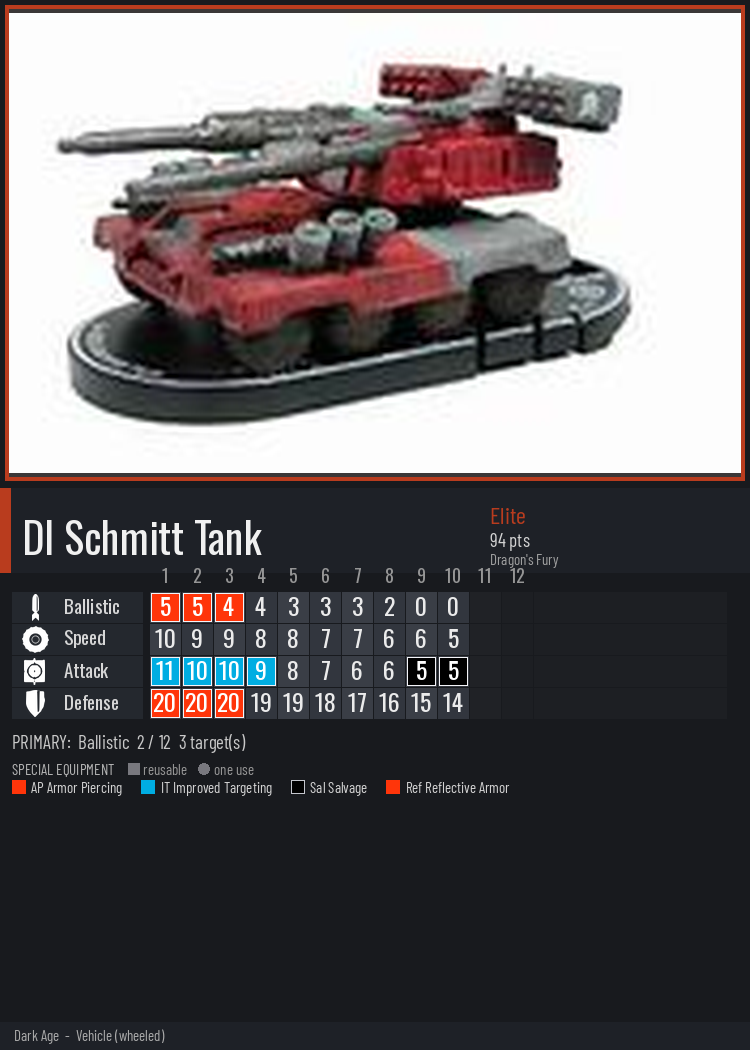 DI Schmitt Tank
Elite
94 pts
Dragon's Fury
1 2 3 4 5 6 7 8 9 10 11 12
Ballistic 5 5 4 4 3 3 3 2 0 0
Speed 10 9 9 8 8 7 7 6 6 5
Attack 11 10 10 9 8 7 6 6 5 5
Defense 20 20 20 19 19 18 17 16 15 14
PRIMARY: Ballistic 2 / 12 3 target(s)
SPECIAL EQUIPMENT reusable one use
AP Armor Piercing IT Improved Targeting Sal Salvage Ref Reflective Armor
Dark Age - Vehicle (wheeled)